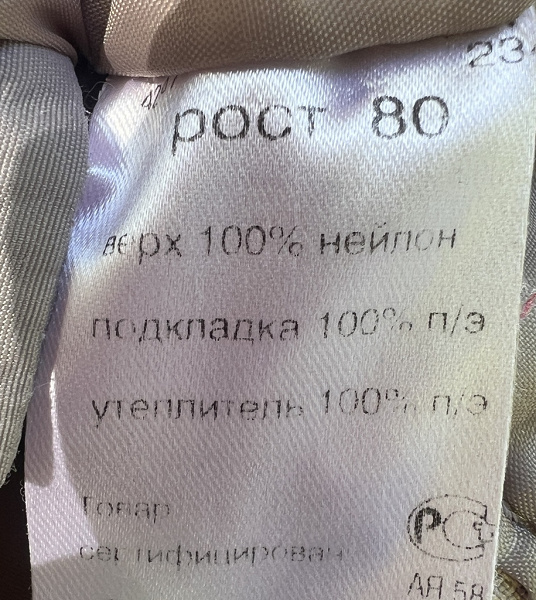 рост 80
верх 100% нейлон
подкладка 100% п/э
утеплитель 100% п/э
Товар
сертифицирован
АЯ 58